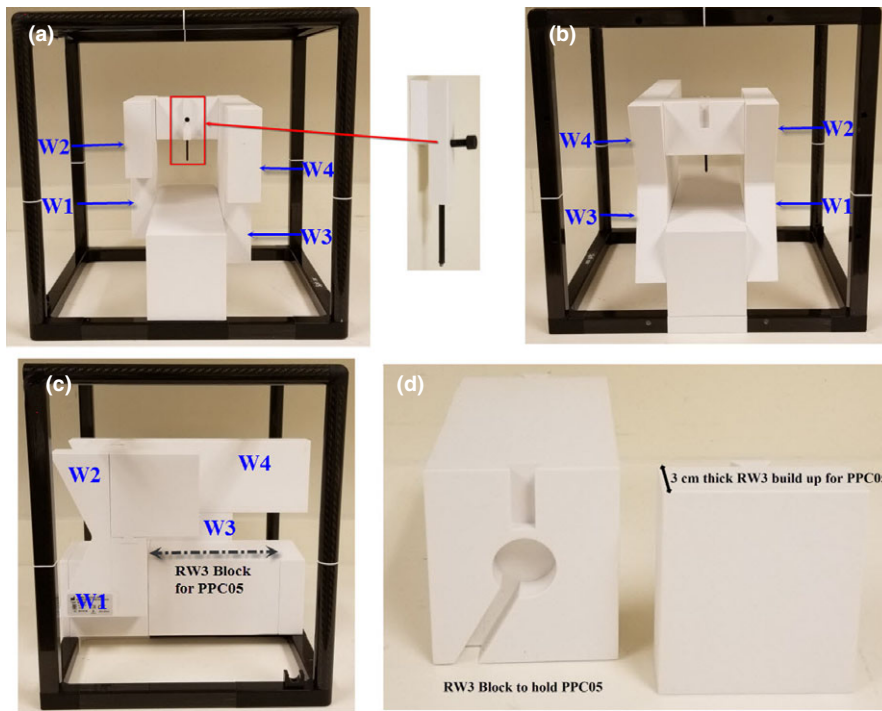 (a)
W2
W4
W1
W3
(b)
W4
W2
W3
W1
(c)
W2
W4
W3
RW3 Block
for PPC05
W1
(d)
3 cm thick RW3 build up for PPC05
RW3 Block to hold PPC05